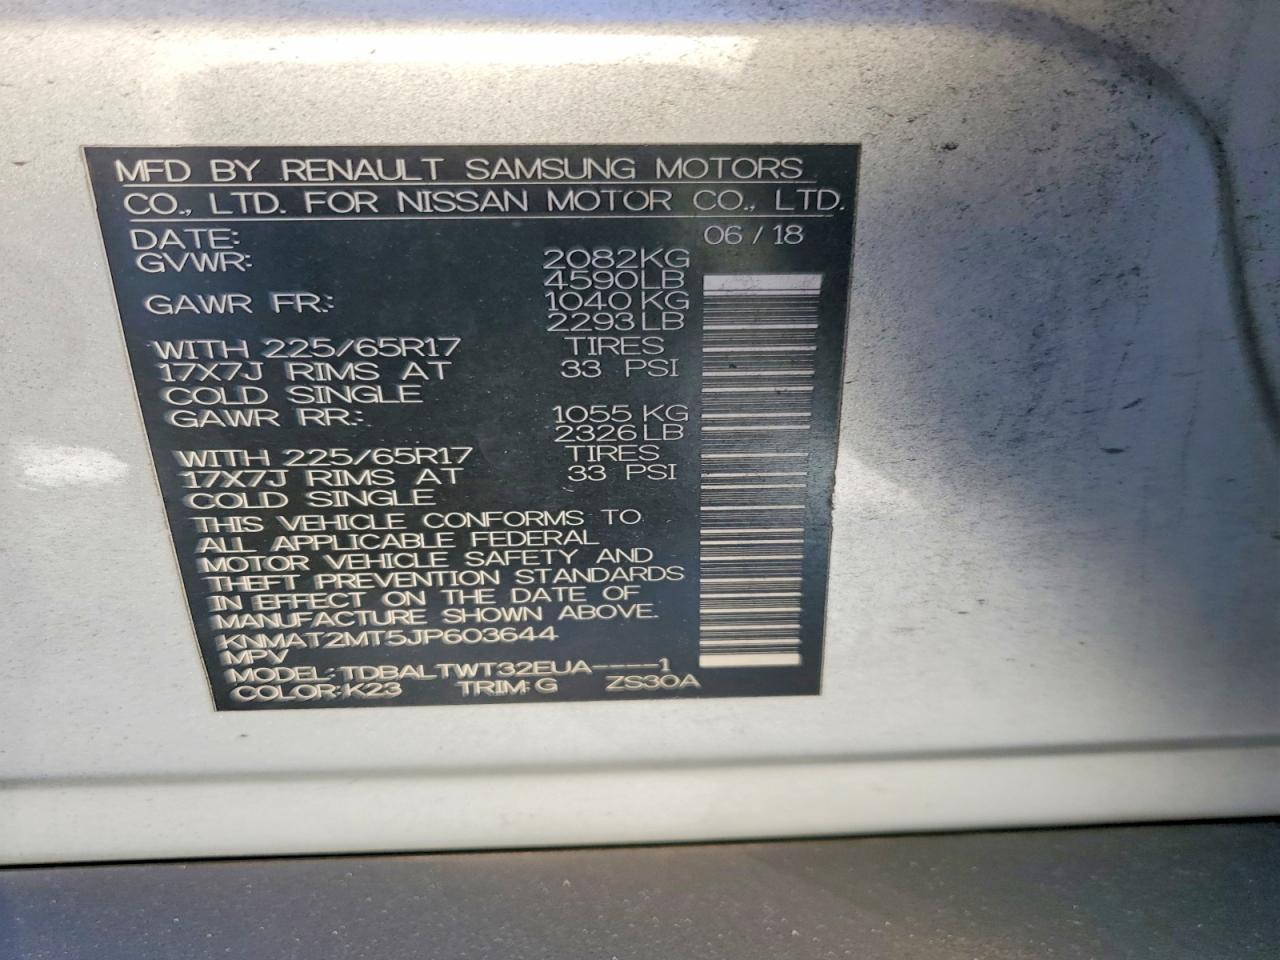 MFD BY RENAULT SAMSUNG MOTORS
CO., LTD. FOR NISSAN MOTOR CO., LTD.
DATE: 06 / 18
GVWR: 2082KG
4590LB
GAWR FR.: 1040 KG
2293 LB
WITH 225/65R17 TIRES
17X7J RIMS AT 33 PSI
COLD SINGLE
GAWR RR.: 1055 KG
2326 LB
WITH 225/65R17 TIRES
17X7J RIMS AT 33 PSI
COLD SINGLE
THIS VEHICLE CONFORMS TO
ALL APPLICABLE FEDERAL
MOTOR VEHICLE SAFETY AND
THEFT PREVENTION STANDARDS
IN EFFECT ON THE DATE OF
MANUFACTURE SHOWN ABOVE.
KNMAT2MT5JP603644
MPV
MODEL: TDBALTWT32EUA----1
COLOR: K23 TRIM: G ZS30A